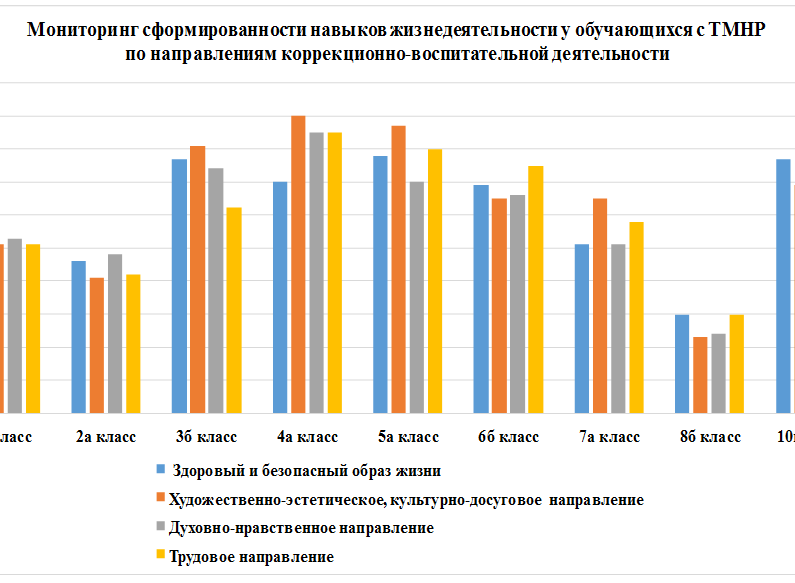 Мониторинг сформированности навыков жизнедеятельности у обучающихся с ТМНР
по направлениям коррекционно-воспитательной деятельности
ласс 2а класс 3б класс 4а класс 5а класс 6б класс 7а класс 8б класс 10
Здоровый и безопасный образ жизни
Художественно-эстетическое, культурно-досуговое направление
Духовно-нравственное направление
Трудовое направление